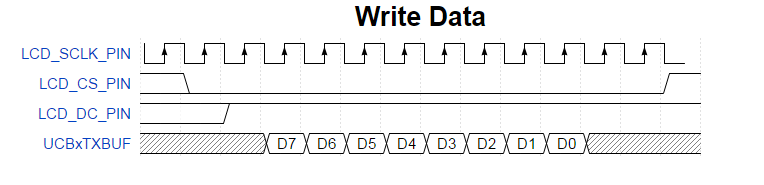 Write Data
LCD_SCLK_PIN
LCD_CS_PIN
LCD_DC_PIN
UCBxTXBUF D7 D6 D5 D4 D3 D2 D1 D0